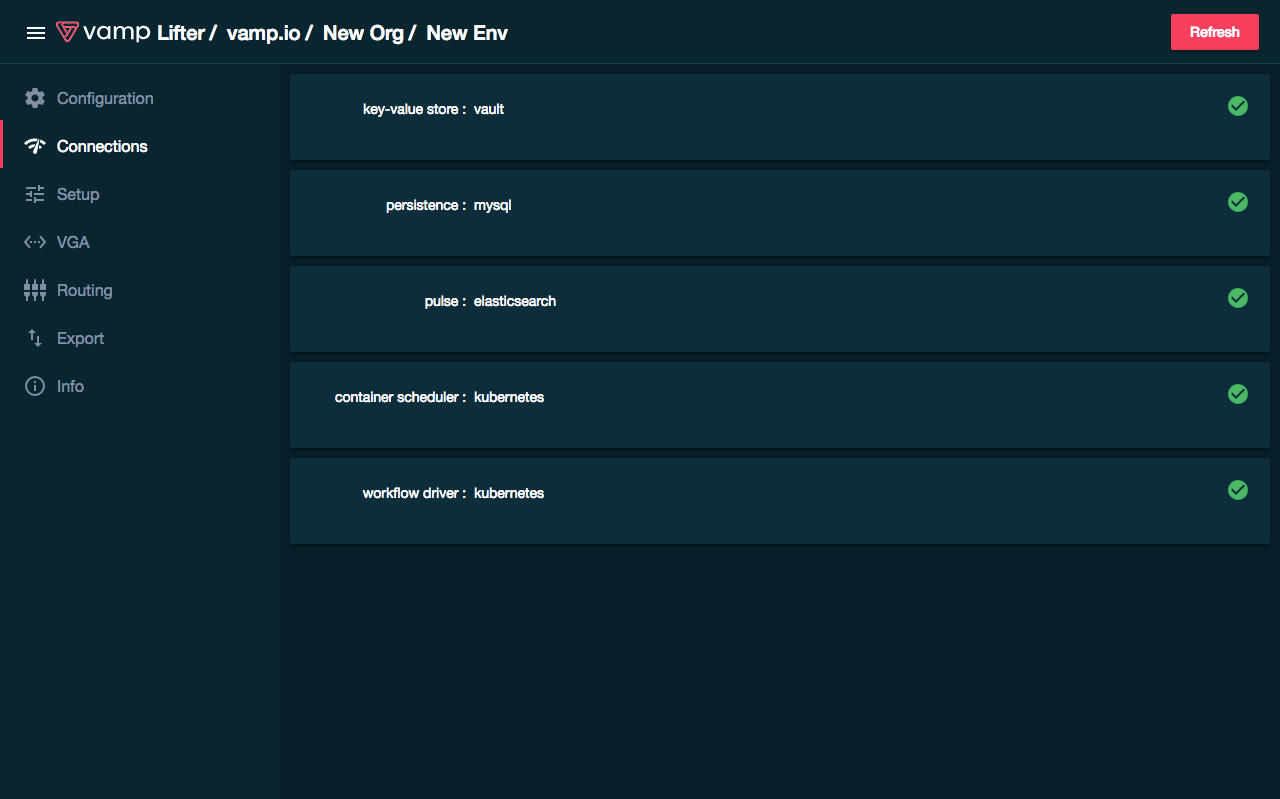 vamp Lifter / vamp.io / New Org / New Env
Refresh
Configuration
Connections
Setup
VGA
Routing
Export
Info
key-value store : vault
persistence : mysql
pulse : elasticsearch
container scheduler : kubernetes
workflow driver : kubernetes